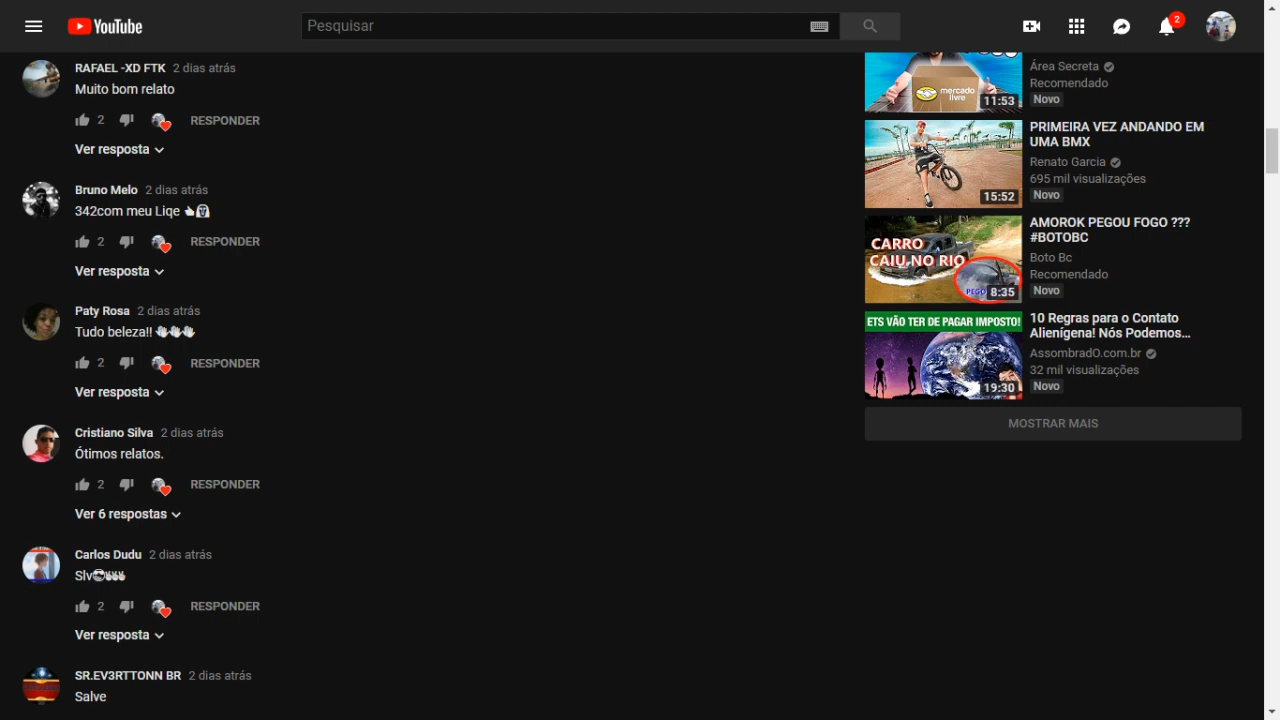 YouTube
Pesquisar
2
RAFAEL -XD FTK 2 dias atrás
Muito bom relato
2 RESPONDER
Ver resposta
Bruno Melo 2 dias atrás
342com meu Liqe
2 RESPONDER
Ver resposta
Paty Rosa 2 dias atrás
Tudo beleza!!
2 RESPONDER
Ver resposta
Cristiano Silva 2 dias atrás
Ótimos relatos.
2 RESPONDER
Ver 6 respostas
Carlos Dudu 2 dias atrás
Slv
2 RESPONDER
Ver resposta
SR.EV3RTTONN BR 2 dias atrás
Salve
mercado
livre
11:53
Área Secreta
Recomendado
Novo
15:52
PRIMEIRA VEZ ANDANDO EM
UMA BMX
Renato Garcia
695 mil visualizações
Novo
CARRO
CAIU NO RIO
8:35
AMOROK PEGOU FOGO ???
#BOTOBC
Boto Bc
Recomendado
Novo
ETS VÃO TER DE PAGAR IMPOSTO!
19:30
10 Regras para o Contato
Alienígena! Nós Podemos...
AssombradO.com.br
32 mil visualizações
Novo
MOSTRAR MAIS